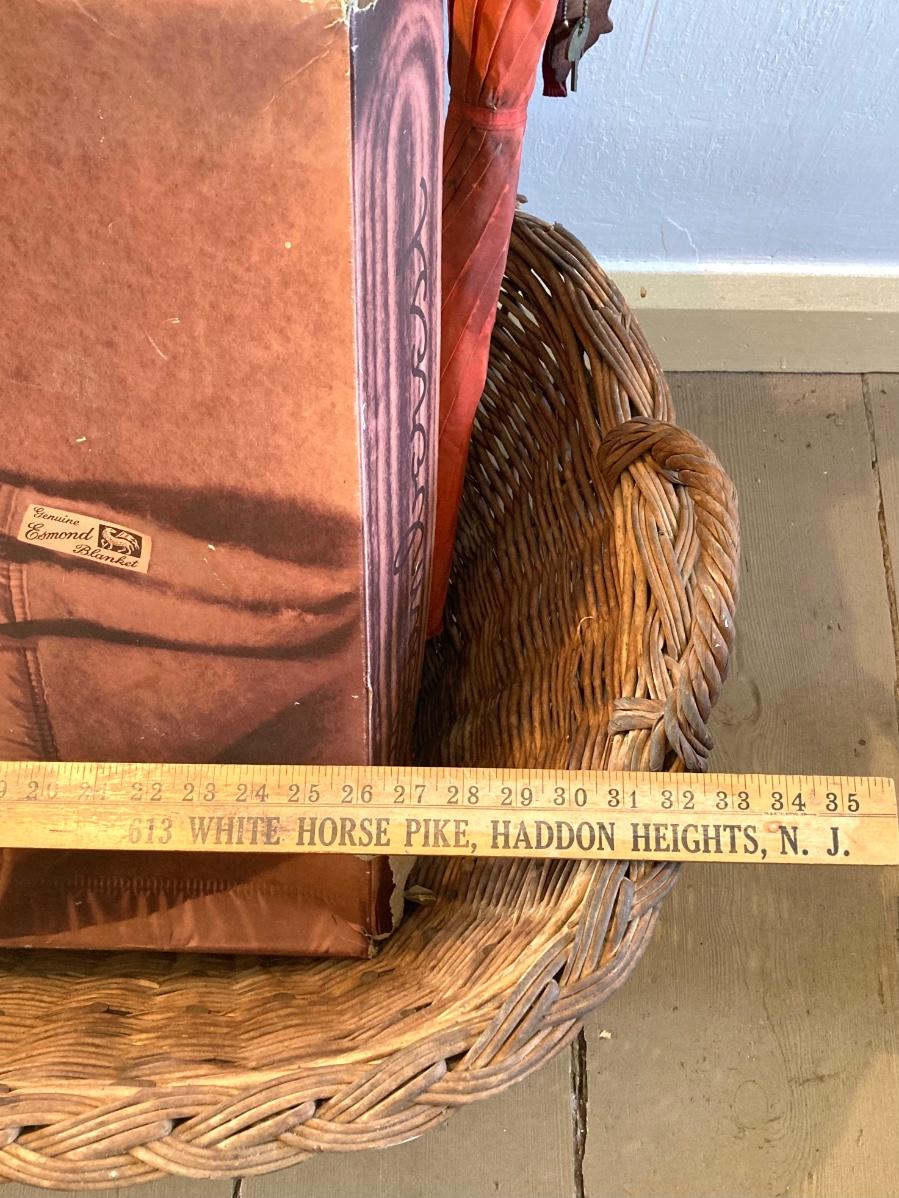 Genuine
Esmond
Blanket
20 21 22 23 24 25 26 27 28 29 30 31 32 33 34 35
613 WHITE HORSE PIKE, HADDON HEIGHTS, N. J.